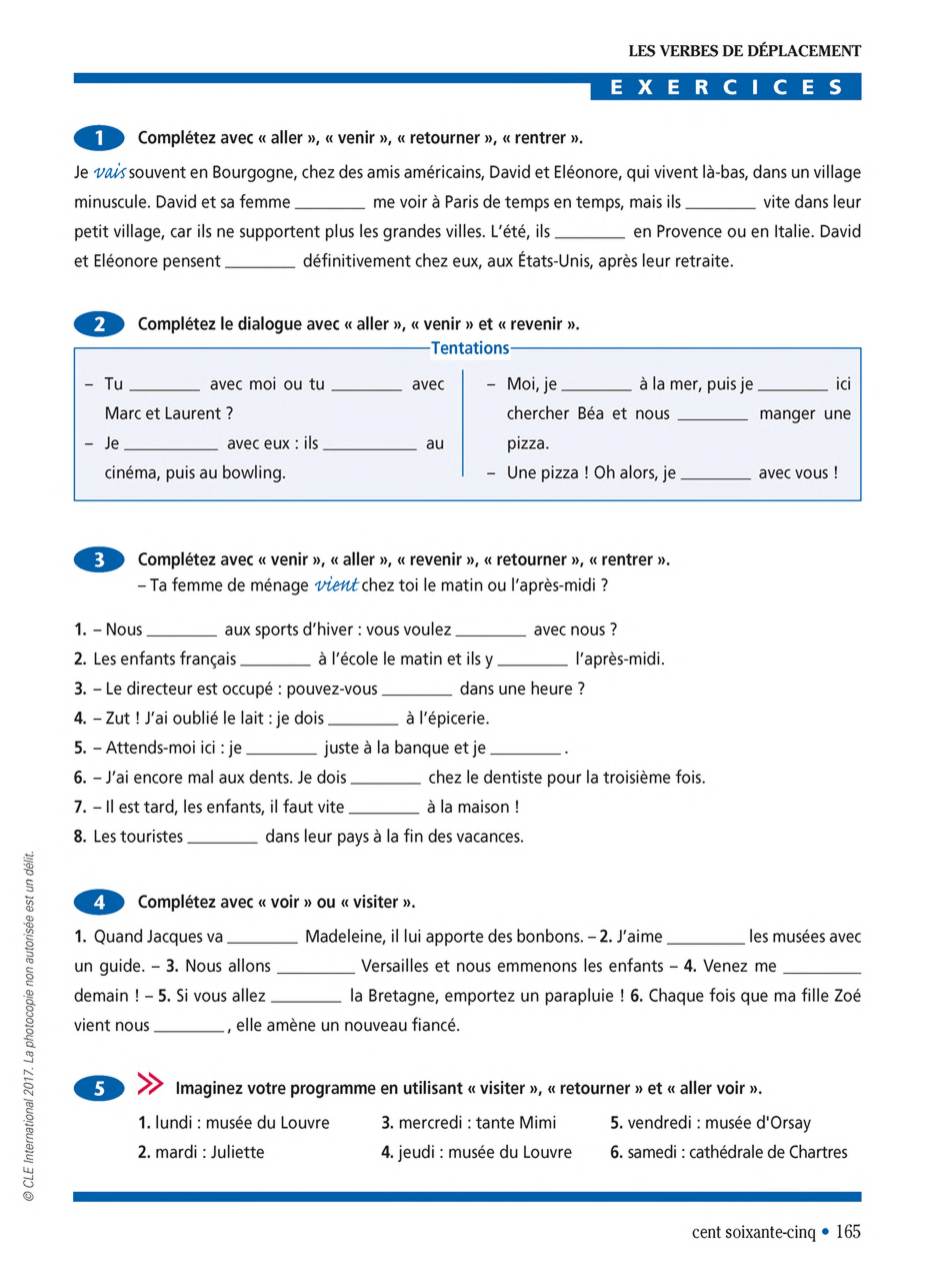 LES VERBES DE DÉPLACEMENT
EXERCICES
1 Complétez avec « aller », « venir », « retourner », « rentrer ».
Je vais souvent en Bourgogne, chez des amis américains, David et Eléonore, qui vivent là-bas, dans un village
minuscule. David et sa femme ________ me voir à Paris de temps en temps, mais ils ________ vite dans leur
petit village, car ils ne supportent plus les grandes villes. L'été, ils ________ en Provence ou en Italie. David
et Eléonore pensent ________ définitivement chez eux, aux États-Unis, après leur retraite.
2 Complétez le dialogue avec « aller », « venir » et « revenir ».
Tentations
– Tu ________ avec moi ou tu ________ avec
Marc et Laurent ?
– Je ________ avec eux : ils ________ au
cinéma, puis au bowling.
– Moi, je ________ à la mer, puis je ________ ici
chercher Béa et nous ________ manger une
pizza.
– Une pizza ! Oh alors, je ________ avec vous !
3 Complétez avec « venir », « aller », « revenir », « retourner », « rentrer ».
– Ta femme de ménage vient chez toi le matin ou l'après-midi ?
1. – Nous ________ aux sports d'hiver : vous voulez ________ avec nous ?
2. Les enfants français ________ à l'école le matin et ils y ________ l'après-midi.
3. – Le directeur est occupé : pouvez-vous ________ dans une heure ?
4. – Zut ! J'ai oublié le lait : je dois ________ à l'épicerie.
5. – Attends-moi ici : je ________ juste à la banque et je ________ .
6. – J'ai encore mal aux dents. Je dois ________ chez le dentiste pour la troisième fois.
7. – Il est tard, les enfants, il faut vite ________ à la maison !
8. Les touristes ________ dans leur pays à la fin des vacances.
4 Complétez avec « voir » ou « visiter ».
1. Quand Jacques va ________ Madeleine, il lui apporte des bonbons. – 2. J'aime ________ les musées avec
un guide. – 3. Nous allons ________ Versailles et nous emmenons les enfants – 4. Venez me ________
demain ! – 5. Si vous allez ________ la Bretagne, emportez un parapluie ! 6. Chaque fois que ma fille Zoé
vient nous ________ , elle amène un nouveau fiancé.
5 Imaginez votre programme en utilisant « visiter », « retourner » et « aller voir ».
1. lundi : musée du Louvre 3. mercredi : tante Mimi 5. vendredi : musée d'Orsay
2. mardi : Juliette 4. jeudi : musée du Louvre 6. samedi : cathédrale de Chartres
© CLE International 2017. La photocopie non autorisée est un délit.
cent soixante-cinq • 165